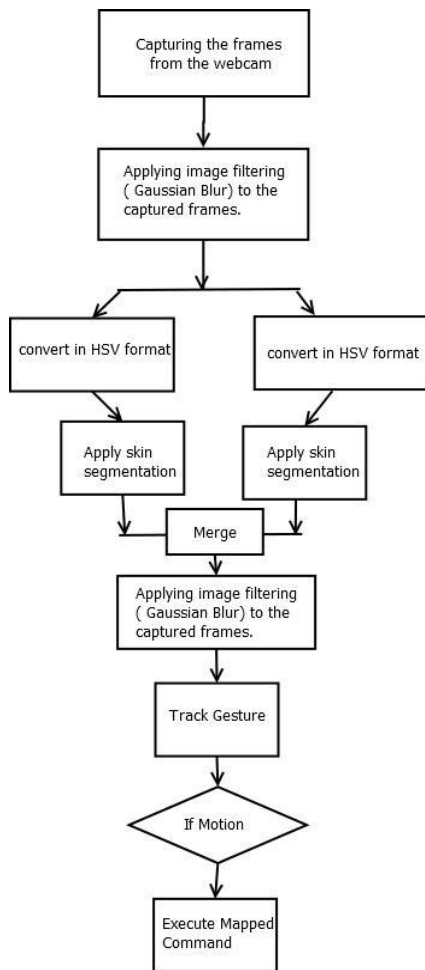 Capturing the frames
from the webcam
Applying image filtering
( Gaussian Blur) to the
captured frames.
convert in HSV format
convert in HSV format
Apply skin
segmentation
Apply skin
segmentation
Merge
Applying image filtering
( Gaussian Blur) to the
captured frames.
Track Gesture
If Motion
Execute Mapped
Command